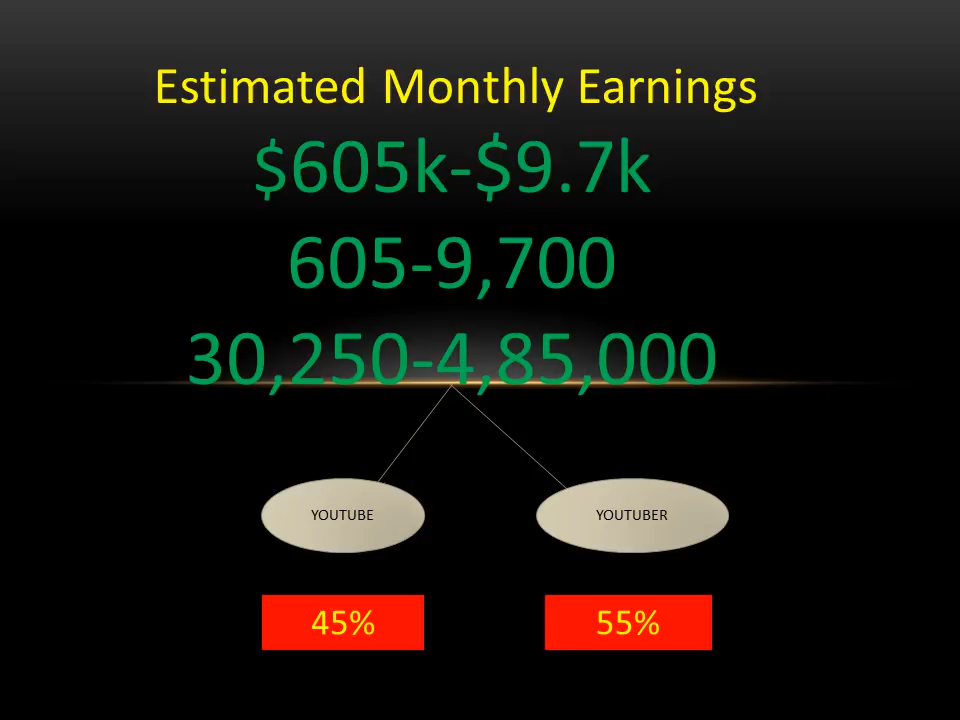 Estimated Monthly Earnings
$605k-$9.7k
605-9,700
30,250-4,85,000
YOUTUBE
YOUTUBER
45%
55%